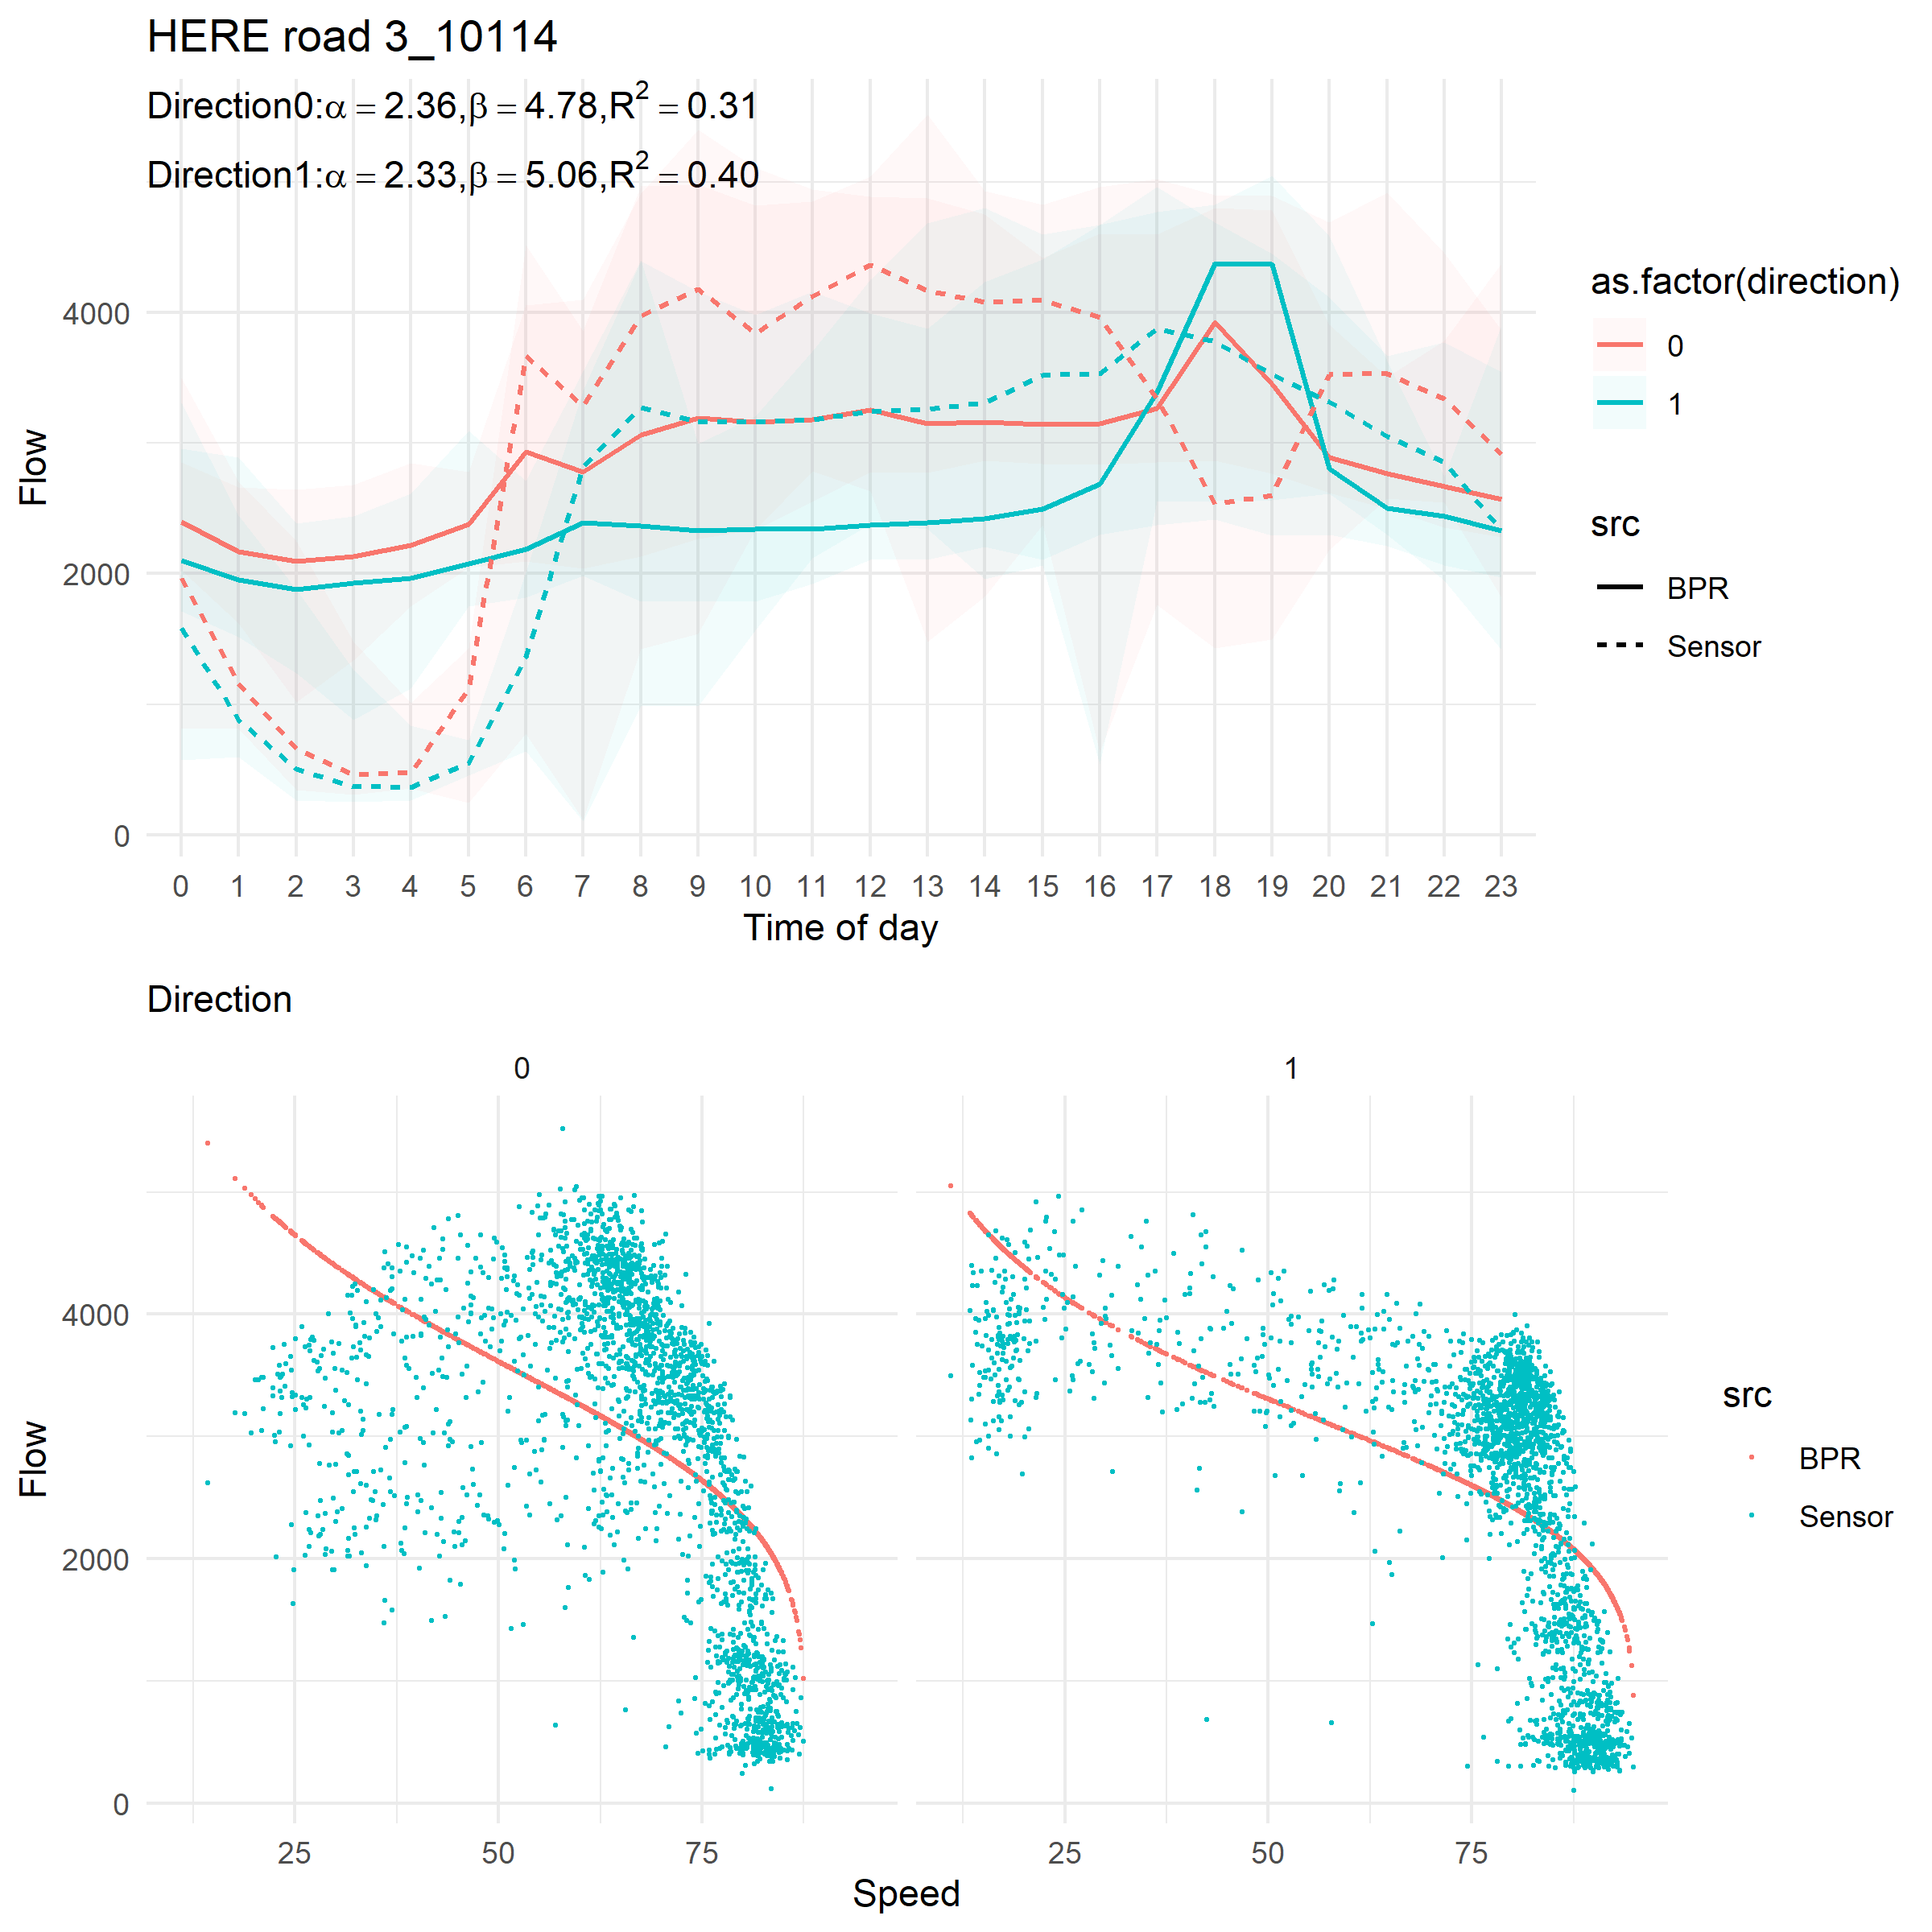 HERE road 3_10114
Direction0:α = 2.36,β = 4.78,R² = 0.31
Direction1:α = 2.33,β = 5.06,R² = 0.40
Flow
4000
2000
0
0 1 2 3 4 5 6 7 8 9 10 11 12 13 14 15 16 17 18 19 20 21 22 23
Time of day
as.factor(direction)
0
1
src
BPR
Sensor
Direction
0 1
Flow
4000
2000
0
25 50 75 25 50 75
Speed
src
BPR
Sensor